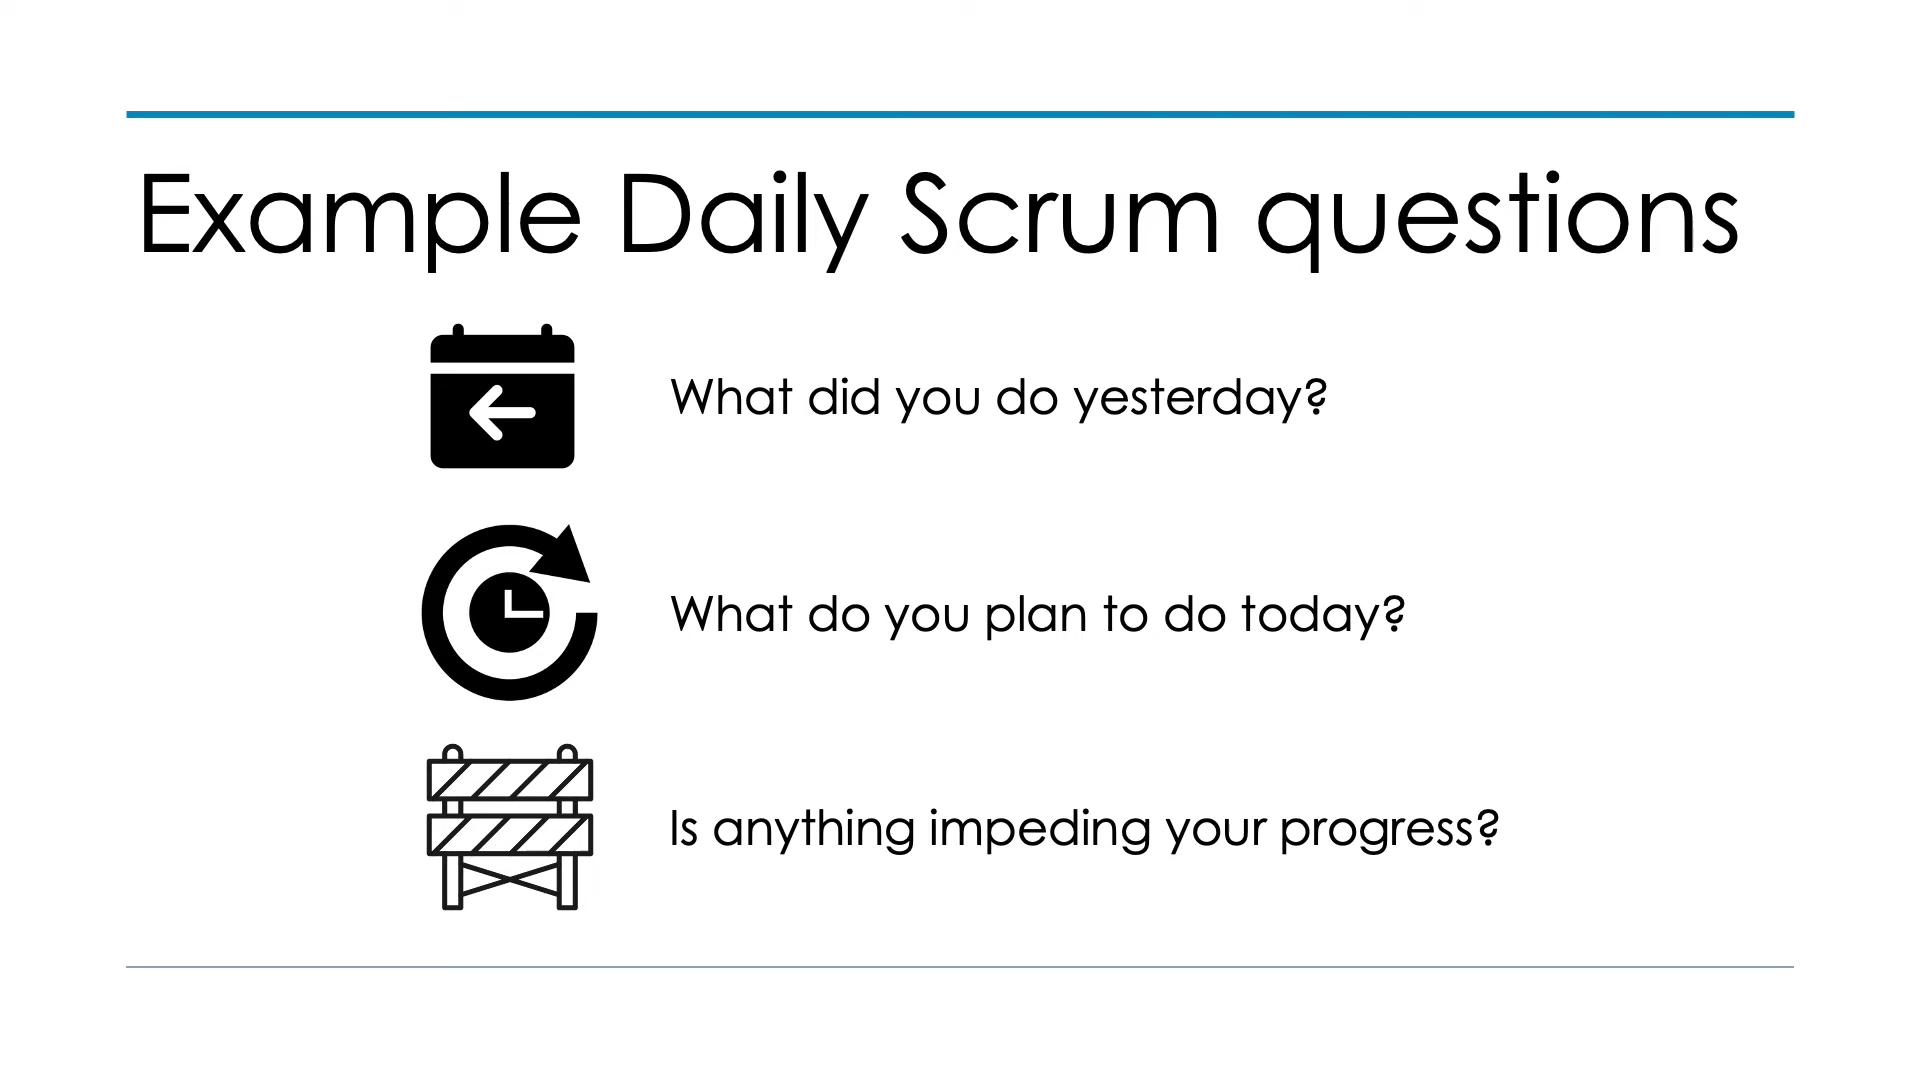 Example Daily Scrum questions
What did you do yesterday?
What do you plan to do today?
Is anything impeding your progress?